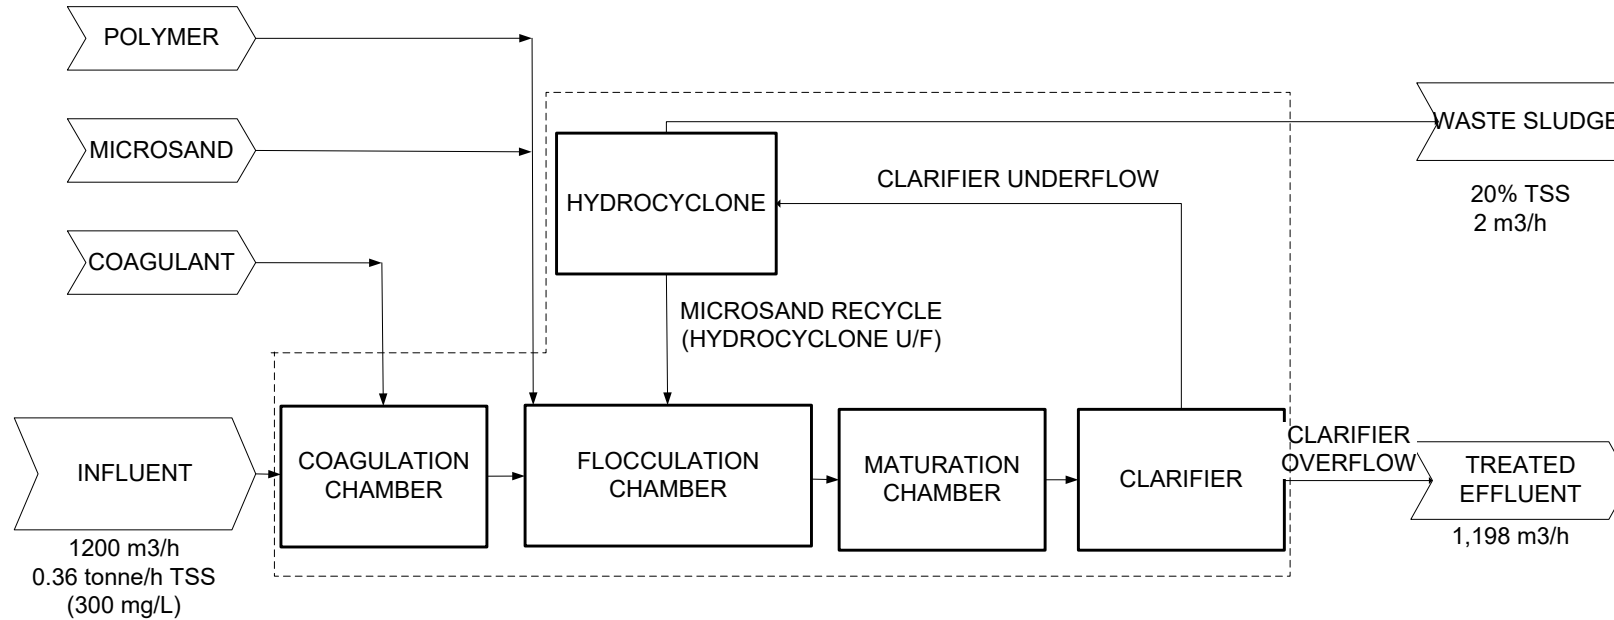 POLYMER
MICROSAND
COAGULANT
HYDROCYCLONE
CLARIFIER UNDERFLOW
WASTE SLUDGE
20% TSS
2 m3/h
MICROSAND RECYCLE
(HYDROCYCLONE U/F)
INFLUENT
1200 m3/h
0.36 tonne/h TSS
(300 mg/L)
COAGULATION
CHAMBER
FLOCCULATION
CHAMBER
MATURATION
CHAMBER
CLARIFIER
CLARIFIER
OVERFLOW
TREATED
EFFLUENT
1,198 m3/h